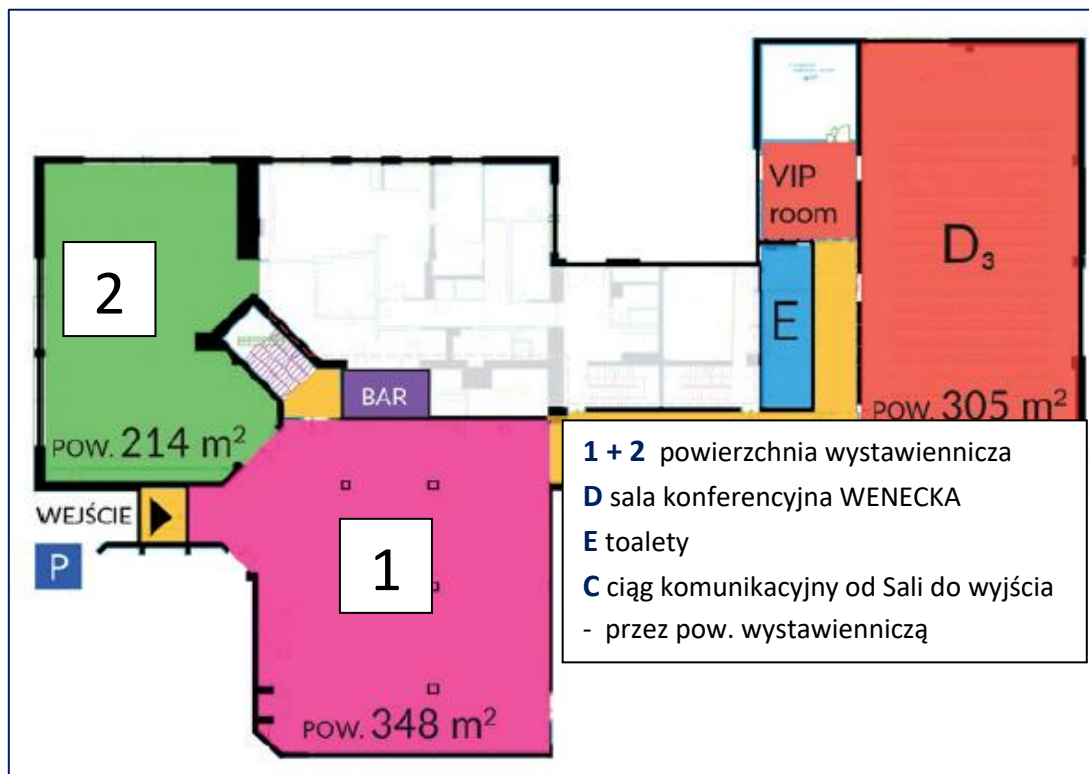 VIP
room
2
D₃
E
BAR
POW. 305 m²
POW. 214 m²
1 + 2 powierzchnia wystawiennicza
D sala konferencyjna WENECKA
E toalety
C ciąg komunikacyjny od Sali do wyjścia
- przez pow. wystawienniczą
WEJŚCIE
P
1
POW. 348 m²